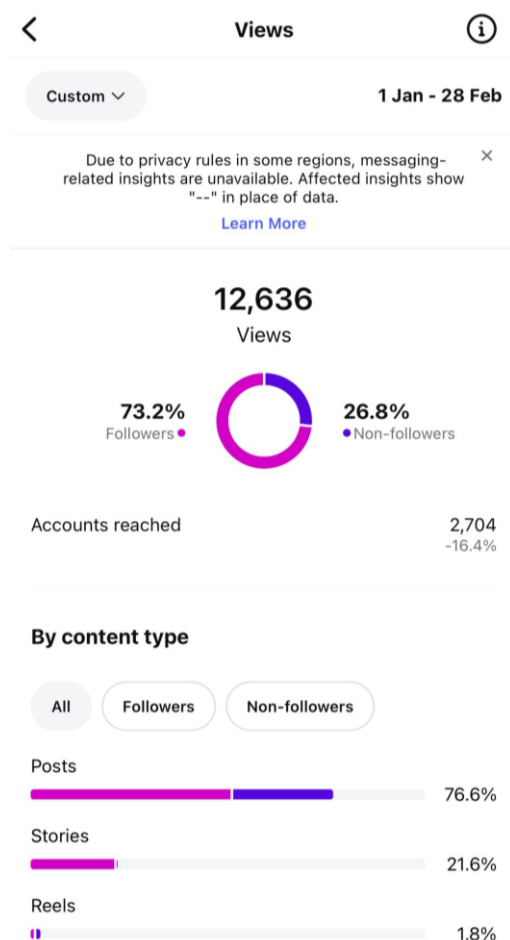 Views
Custom
1 Jan - 28 Feb
Due to privacy rules in some regions, messaging-
related insights are unavailable. Affected insights show
"--" in place of data.
Learn More
12,636
Views
73.2%
Followers
26.8%
Non-followers
Accounts reached
2,704
-16.4%
By content type
All
Followers
Non-followers
Posts
76.6%
Stories
21.6%
Reels
1.8%